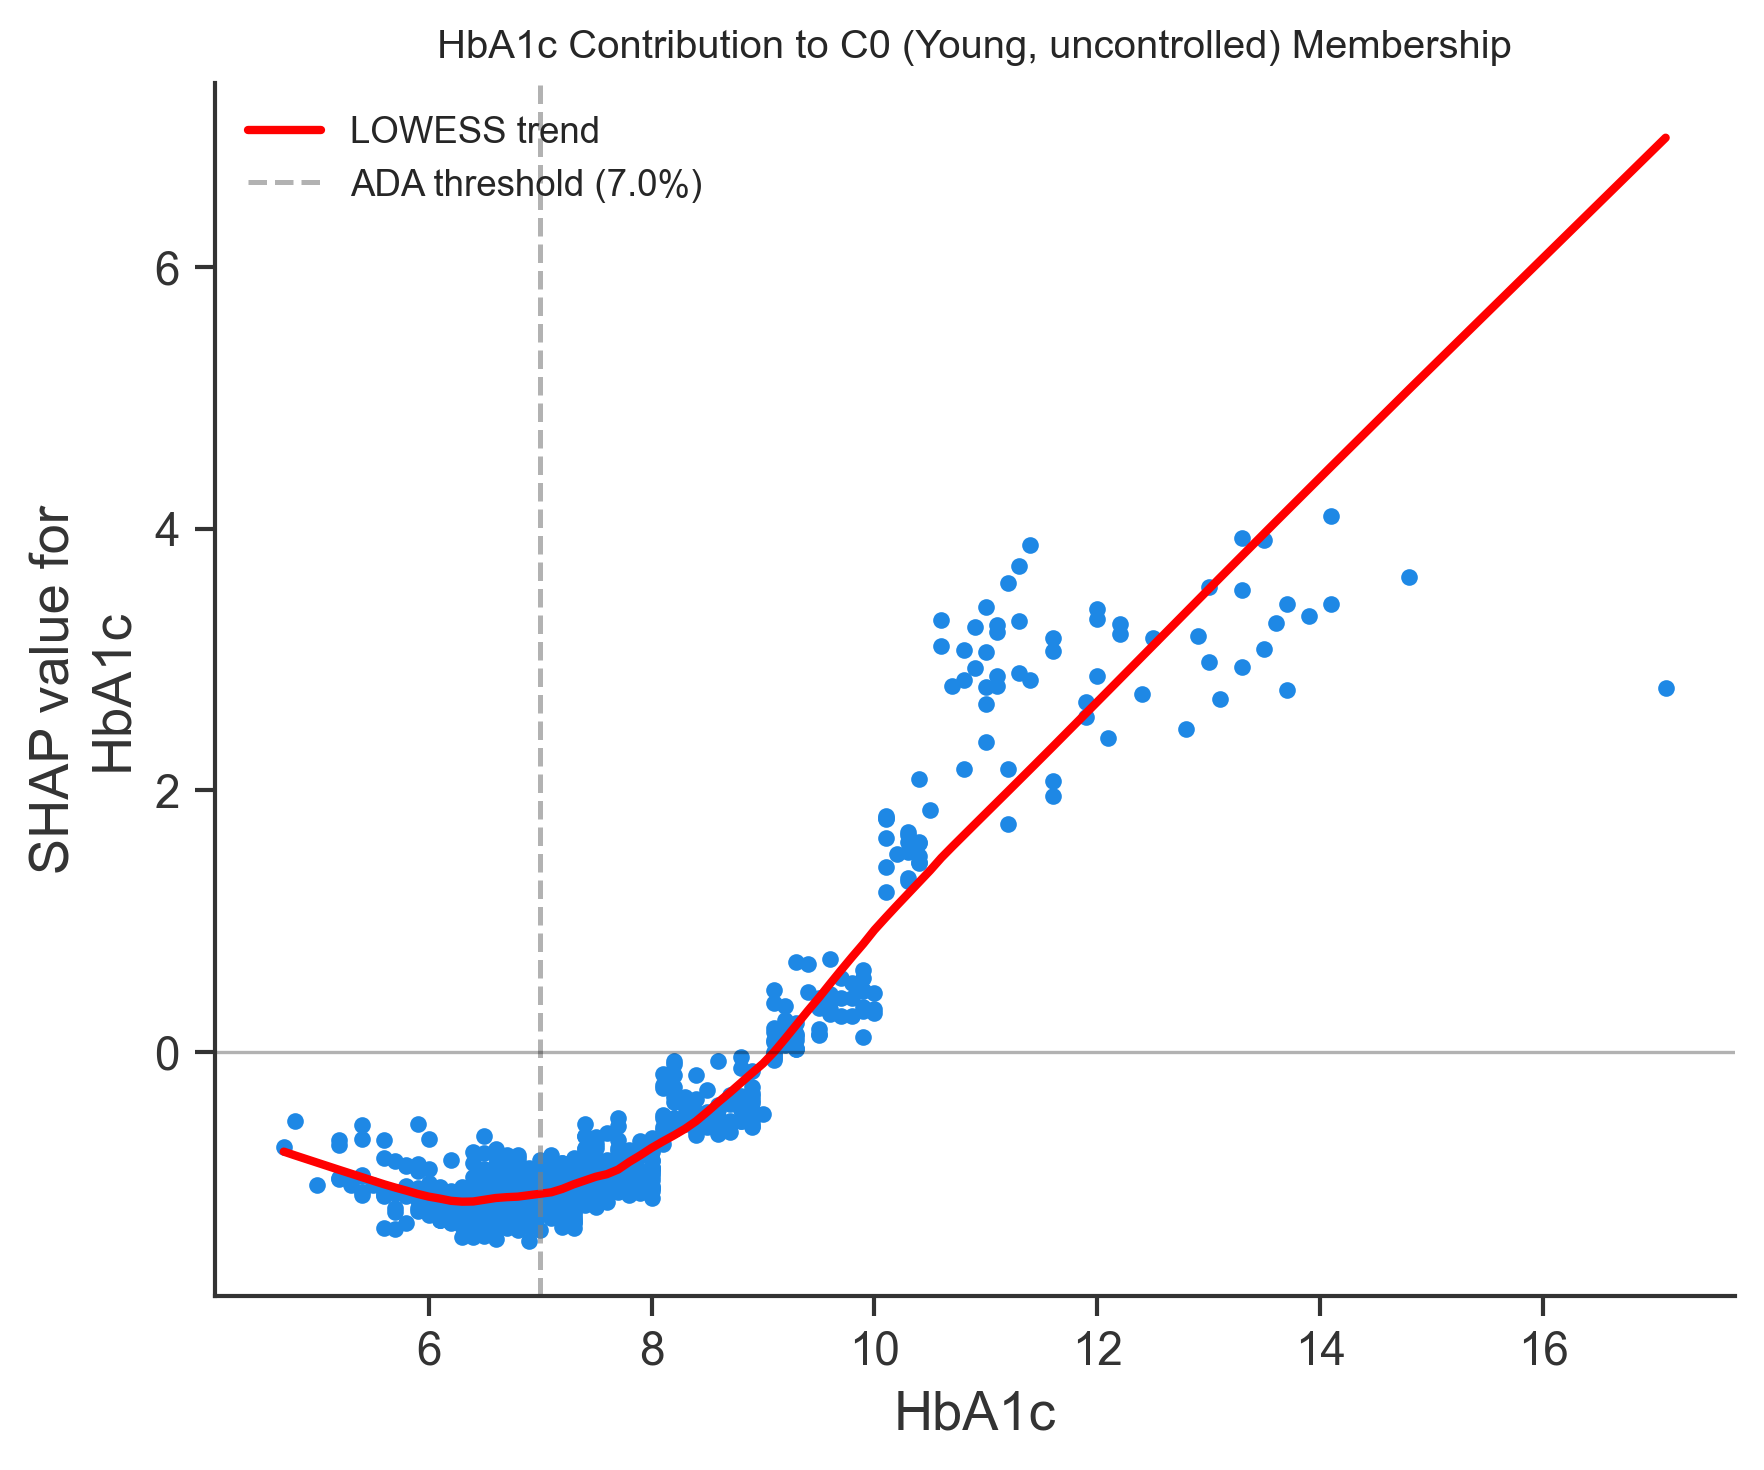 HbA1c Contribution to C0 (Young, uncontrolled) Membership
LOWESS trend
ADA threshold (7.0%)
SHAP value for
HbA1c
6
4
2
0
6
8
10
12
14
16
HbA1c